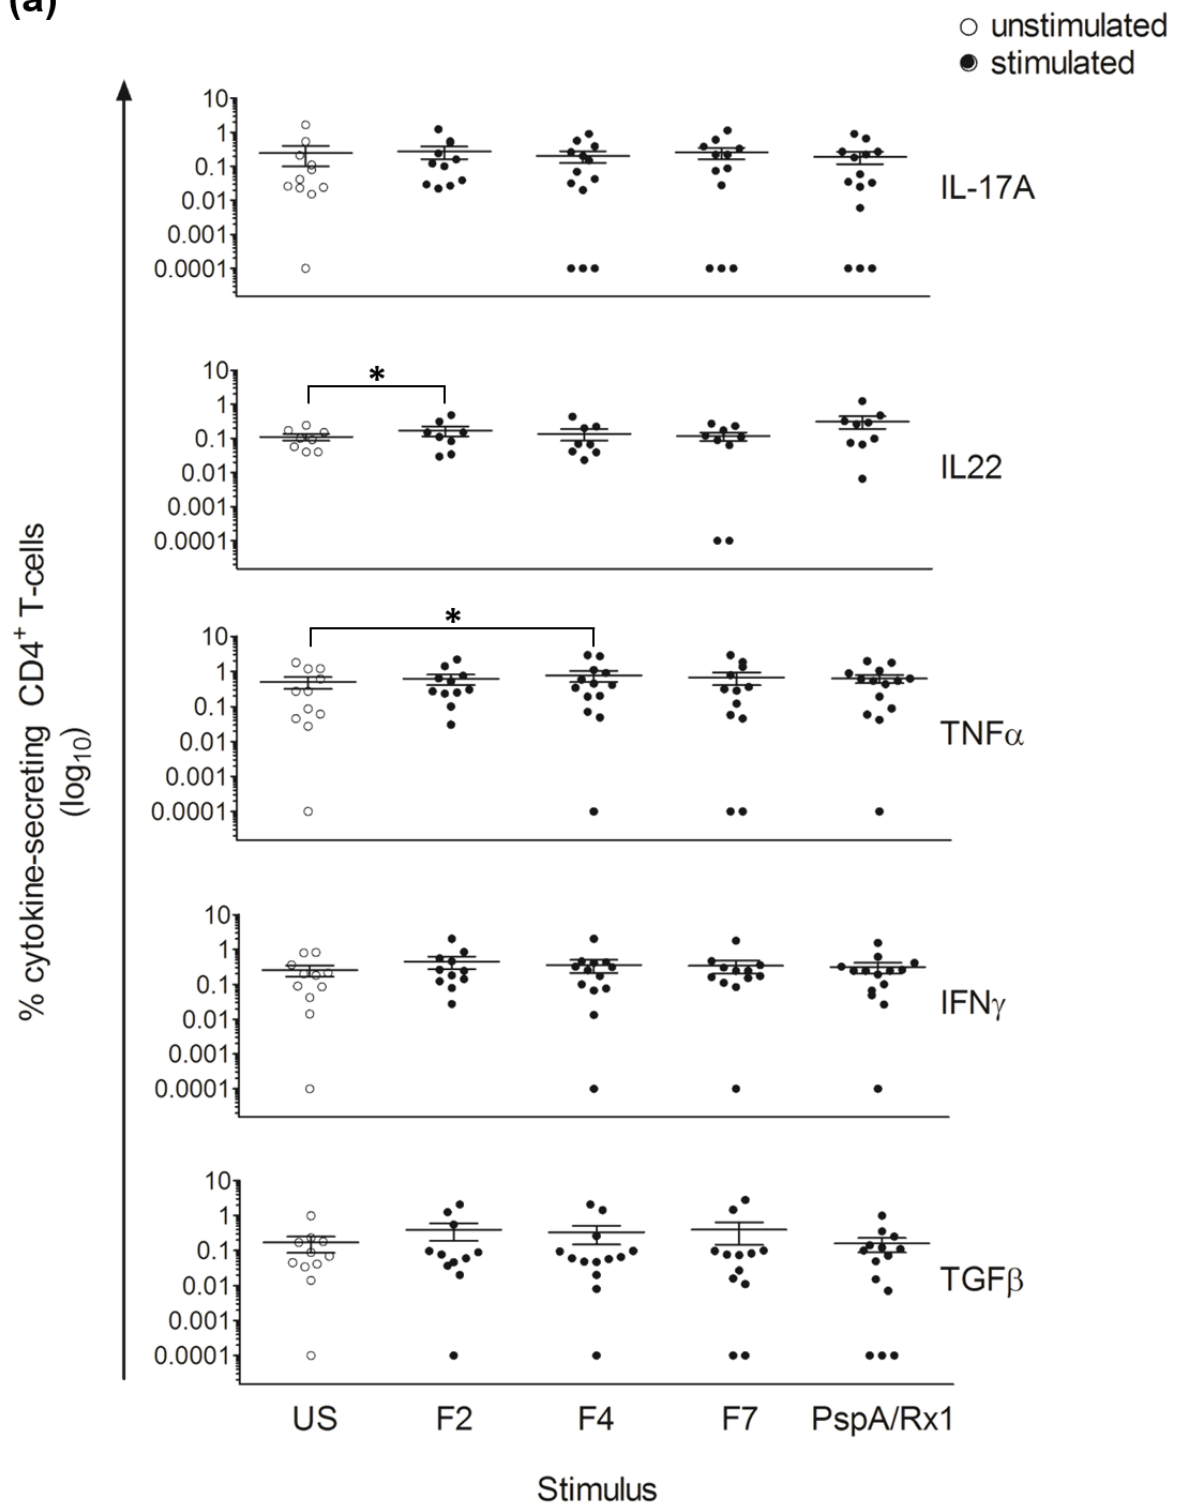 (a)
unstimulated
stimulated
10
1
0.1
0.01
0.001
0.0001
IL-17A
10
1
0.1
0.01
0.001
0.0001
*
IL22
10
1
0.1
0.01
0.001
0.0001
*
TNFα
10
1
0.1
0.01
0.001
0.0001
IFNγ
10
1
0.1
0.01
0.001
0.0001
TGFβ
% cytokine-secreting CD4⁺ T-cells
(log₁₀)
US F2 F4 F7 PspA/Rx1
Stimulus